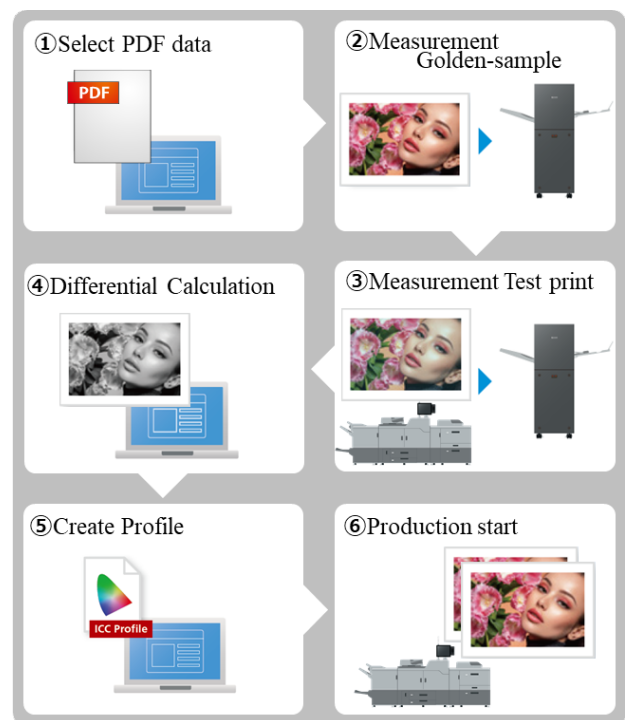 ①Select PDF data
PDF
②Measurement
Golden-sample
③Measurement Test print
④Differential Calculation
⑤Create Profile
ICC Profile
⑥Production start